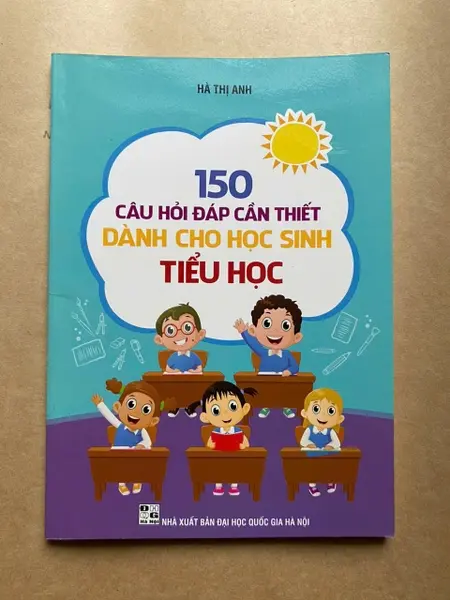 HÀ THỊ ANH
150
CÂU HỎI ĐÁP CẦN THIẾT
DÀNH CHO HỌC SINH
TIỂU HỌC
NHÀ XUẤT BẢN ĐẠI HỌC QUỐC GIA HÀ NỘI